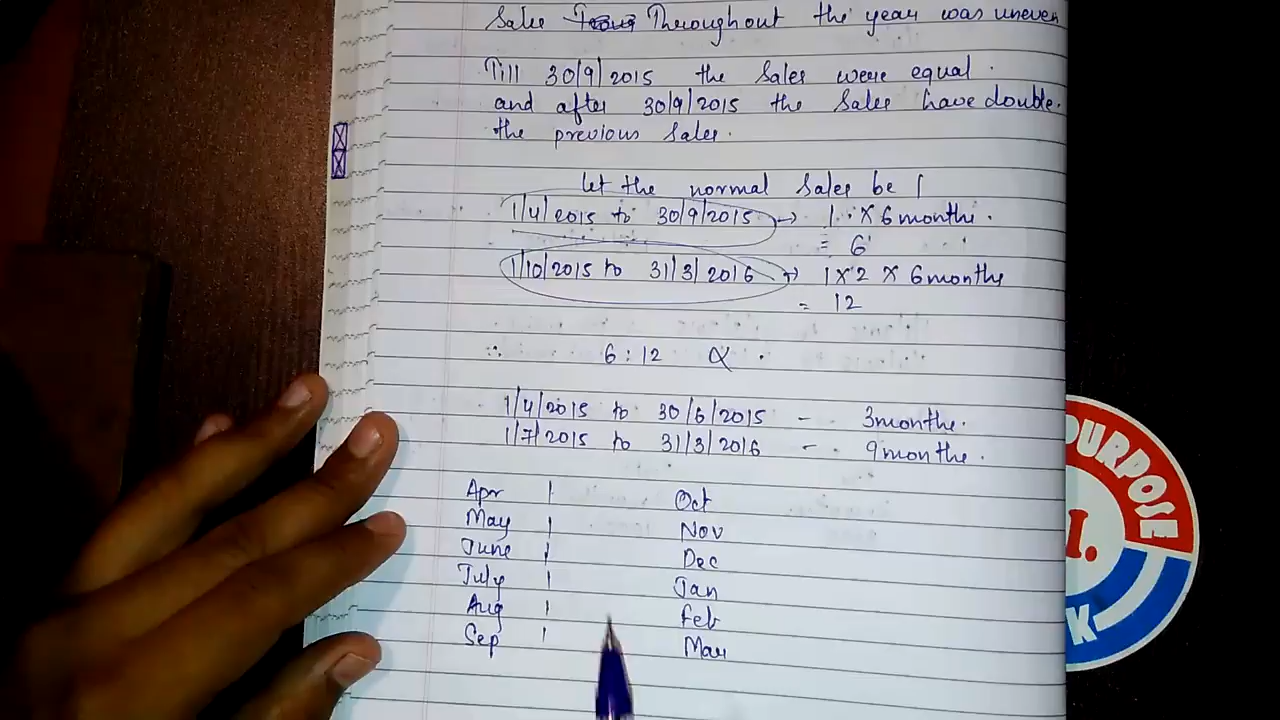 Sales Throughout the year was uneven
Till 30/9/2015 the Sales were equal.
and after 30/9/2015 the Sales have double.
the previous Sales.
let the normal Sales be 1
1/4/2015 to 30/9/2015 → 1 × 6 months.
= 6
1/10/2015 to 31/3/2016 → 1 × 2 × 6 months
= 12
∴ 6 : 12
1/4/2015 to 30/6/2015 - 3 months.
1/7/2015 to 31/3/2016 - 9 months.
Apr 1 Oct
May 1 Nov
June 1 Dec
July 1 Jan
Aug 1 Feb
Sep 1 Mar
URPOSE
I.
K